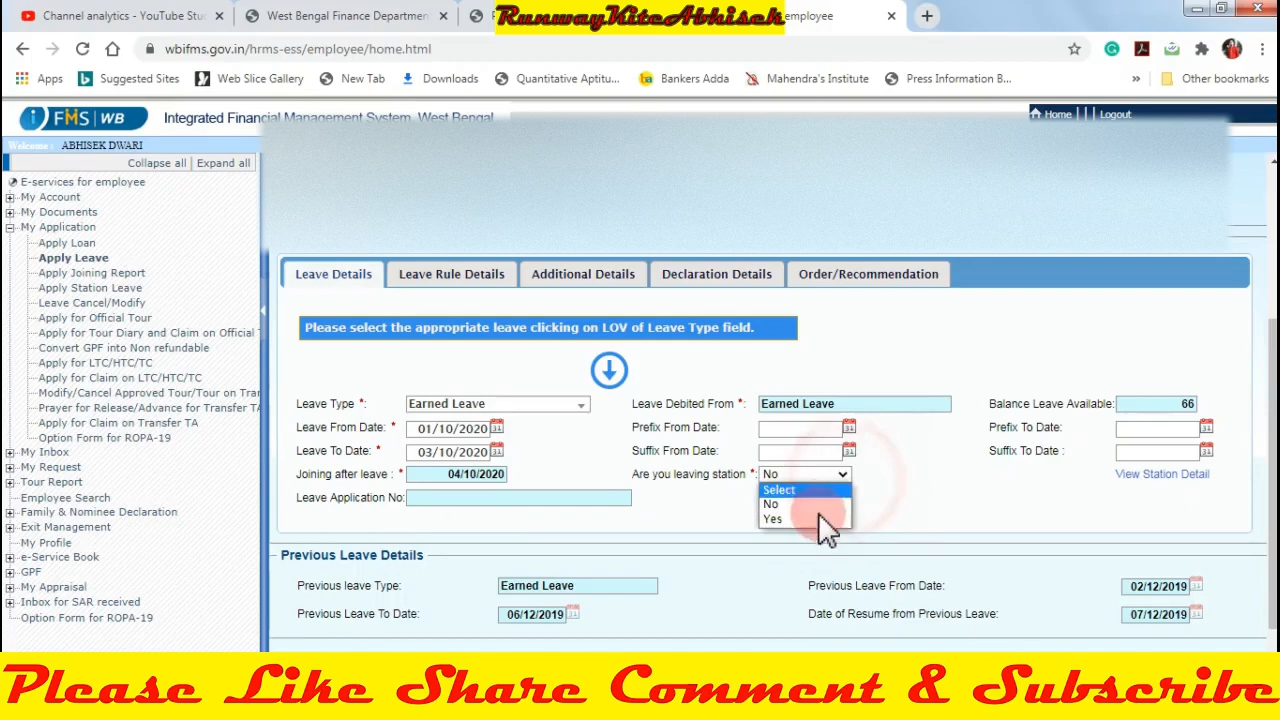 Channel analytics - YouTube Stu
West Bengal Finance Departmen
RunwayKiteAbhisek
employee
wbifms.gov.in/hrms-ess/employee/home.html
Apps Suggested Sites Web Slice Gallery New Tab Downloads Quantitative Aptitu... Bankers Adda Mahendra's Institute Press Information B... » Other bookmarks
iFMS|WB Integrated Financial Management System, West Bengal Home | | | Logout
Welcome : ABHISEK DWARI
Collapse all | Expand all
E-services for employee
My Account
My Documents
My Application
Apply Loan
Apply Leave
Apply Joining Report
Apply Station Leave
Leave Cancel/Modify
Apply for Official Tour
Apply for Tour Diary and Claim on Official T
Convert GPF into Non refundable
Apply for LTC/HTC/TC
Apply for Claim on LTC/HTC/TC
Modify/Cancel Approved Tour/Tour on Tran
Prayer for Release/Advance for Transfer TA
Apply for Claim on Transfer TA
Option Form for ROPA-19
My Inbox
My Request
Tour Report
Employee Search
Family & Nominee Declaration
Exit Management
My Profile
e-Service Book
GPF
My Appraisal
Inbox for SAR received
Option Form for ROPA-19
Leave Details Leave Rule Details Additional Details Declaration Details Order/Recommendation
Please select the appropriate leave clicking on LOV of Leave Type field.
Leave Type *: Earned Leave Leave Debited From *: Earned Leave Balance Leave Available: 66
Leave From Date: * 01/10/2020 Prefix From Date: Prefix To Date:
Leave To Date: * 03/10/2020 Suffix From Date: Suffix To Date :
Joining after leave : * 04/10/2020 Are you leaving station *: No View Station Detail
Select
Leave Application No: No
Yes
Previous Leave Details
Previous leave Type: Earned Leave Previous Leave From Date: 02/12/2019
Previous Leave To Date: 06/12/2019 Date of Resume from Previous Leave: 07/12/2019
Please Like Share Comment & Subscribe